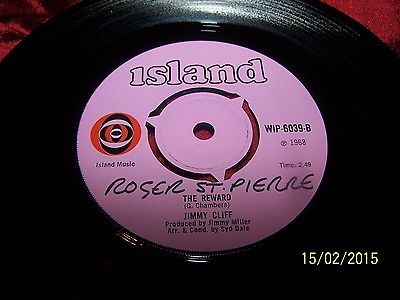 island
WIP-6039-B
℗ 1968
Island Music
Time: 2.49
ROGER ST. PIERRE
THE REWARD
(G. Chambers)
JIMMY CLIFF
Produced by Jimmy Miller
Arr. & Cond. by Syd Dale
15/02/2015